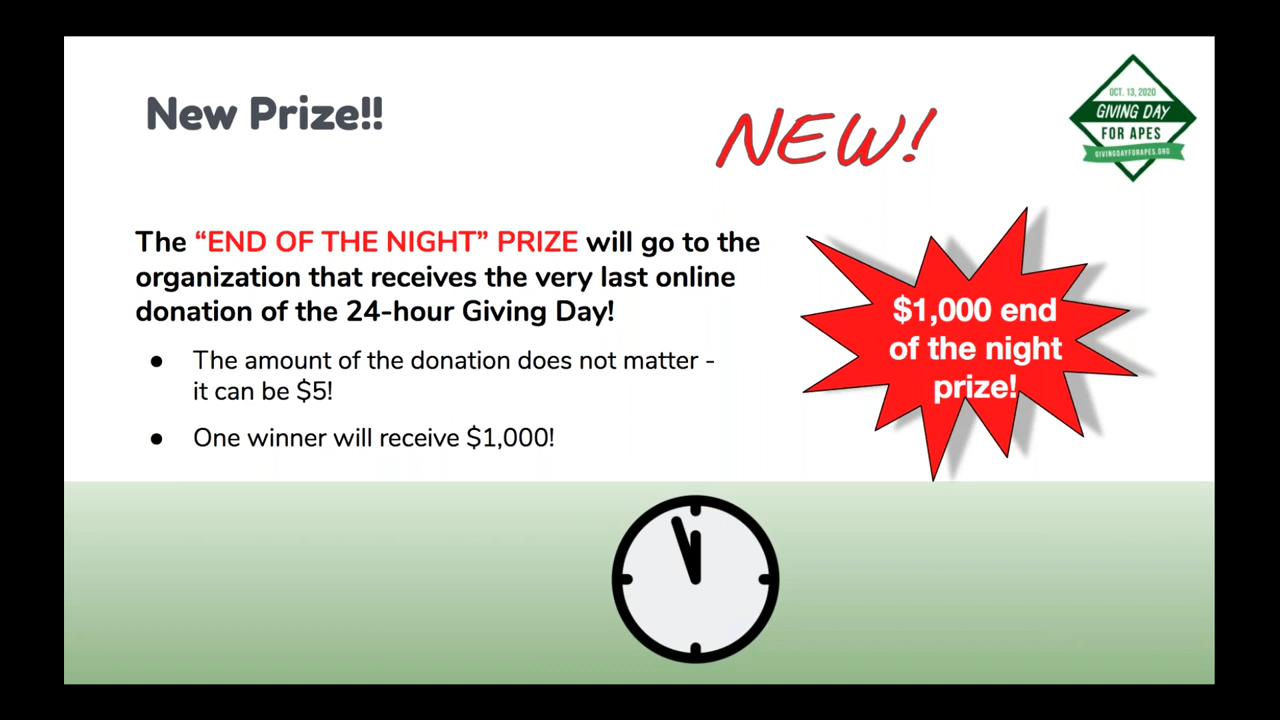 New Prize!!
NEW!
OCT. 13, 2020
GIVING DAY
FOR APES
GIVINGDAYFORAPES.ORG
The “END OF THE NIGHT” PRIZE will go to the
organization that receives the very last online
donation of the 24-hour Giving Day!
● The amount of the donation does not matter -
it can be $5!
● One winner will receive $1,000!
$1,000 end
of the night
prize!